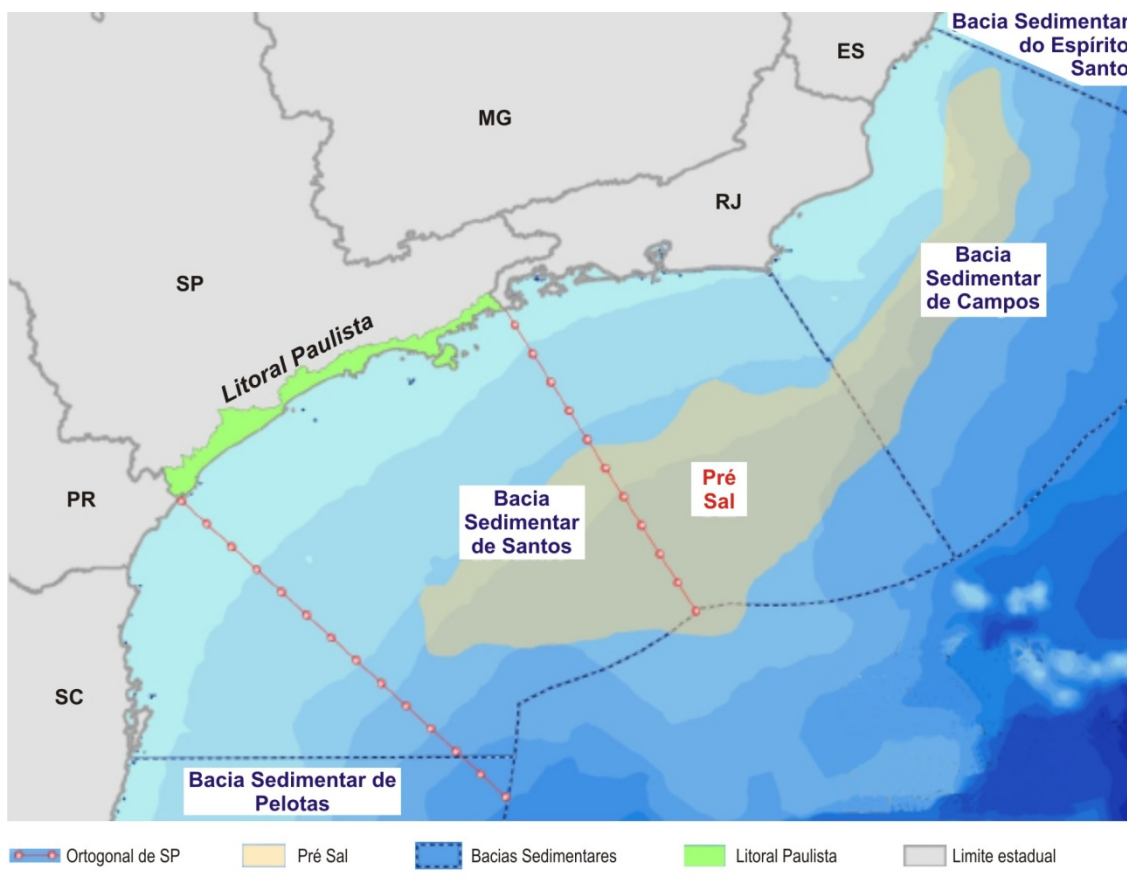 Bacia Sedimentar
do Espírito
Santo
ES
MG
RJ
SP
Bacia
Sedimentar
de Campos
Litoral Paulista
PR
Pré
Sal
Bacia
Sedimentar
de Santos
SC
Bacia Sedimentar de
Pelotas
Ortogonal de SP
Pré Sal
Bacias Sedimentares
Litoral Paulista
Limite estadual